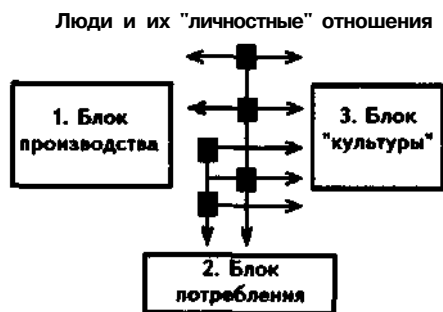 Люди и их "личностные" отношения
1. Блок
производства
3. Блок
"культуры"
2. Блок
потребления